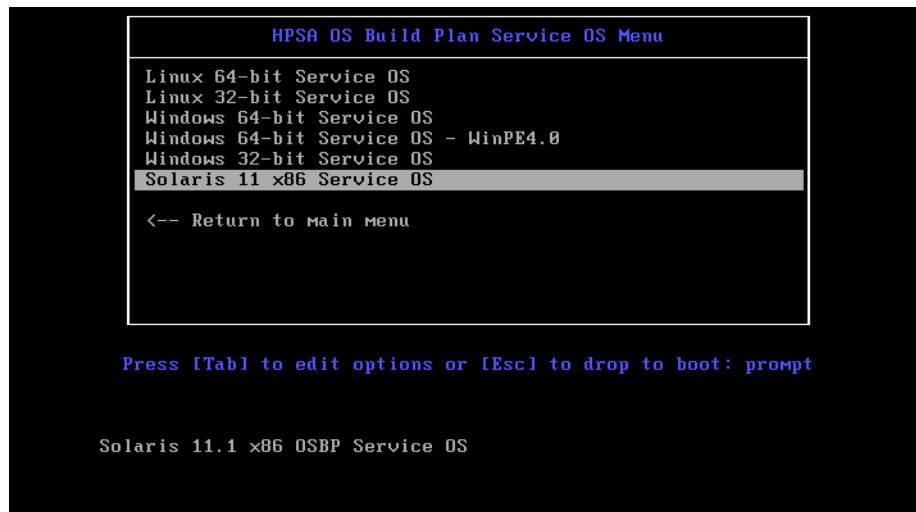 HPSA OS Build Plan Service OS Menu
Linux 64-bit Service OS
Linux 32-bit Service OS
Windows 64-bit Service OS
Windows 64-bit Service OS - WinPE4.0
Windows 32-bit Service OS
Solaris 11 x86 Service OS
<-- Return to main menu
Press [Tab] to edit options or [Esc] to drop to boot: prompt
Solaris 11.1 x86 OSBP Service OS